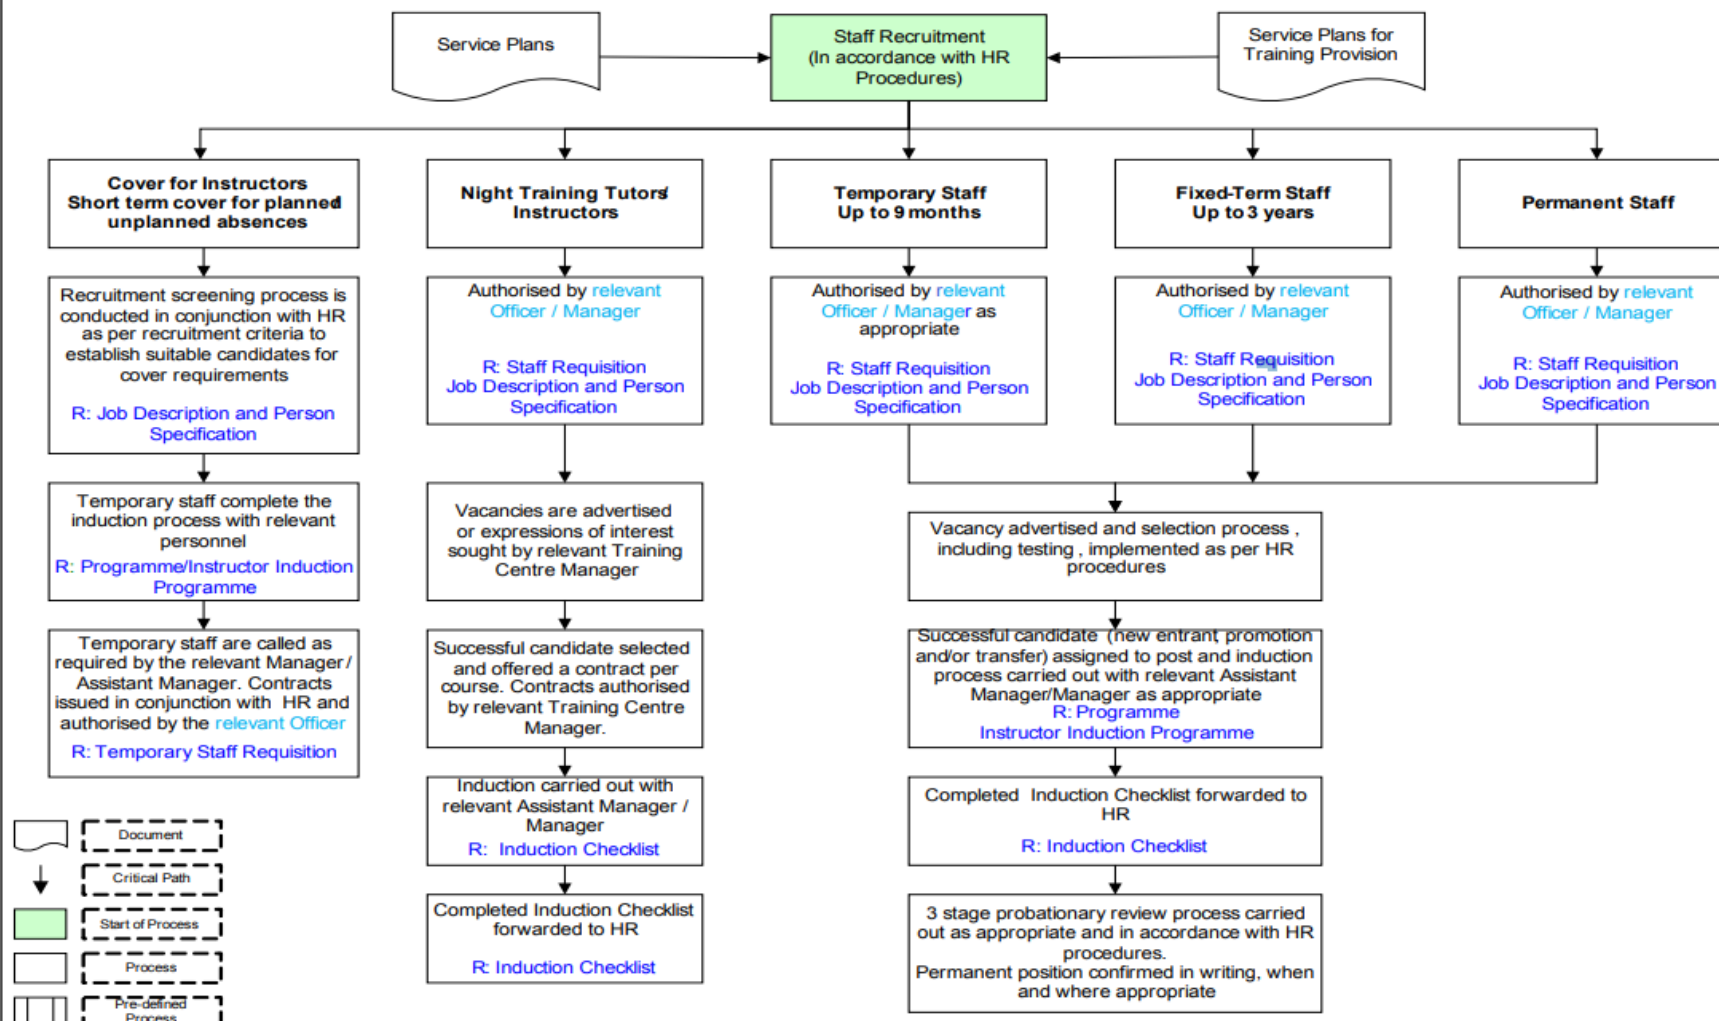 Service Plans
Staff Recruitment
(In accordance with HR
Procedures)
Service Plans for
Training Provision
Cover for Instructors
Short term cover for planned/
unplanned absences
Night Training Tutors/
Instructors
Temporary Staff
Up to 9 months
Fixed-Term Staff
Up to 3 years
Permanent Staff
Recruitment screening process is
conducted in conjunction with HR
as per recruitment criteria to
establish suitable candidates for
cover requirements
R: Job Description and Person
Specification
Authorised by relevant
Officer / Manager
R: Staff Requisition
Job Description and Person
Specification
Authorised by relevant
Officer / Manager as
appropriate
R: Staff Requisition
Job Description and Person
Specification
Authorised by relevant
Officer / Manager
R: Staff Requisition
Job Description and Person
Specification
Authorised by relevant
Officer / Manager
R: Staff Requisition
Job Description and Person
Specification
Temporary staff complete the
induction process with relevant
personnel
R: Programme/Instructor Induction
Programme
Vacancies are advertised
or expressions of interest
sought by relevant Training
Centre Manager
Vacancy advertised and selection process ,
including testing , implemented as per HR
procedures
Temporary staff are called as
required by the relevant Manager/
Assistant Manager. Contracts
issued in conjunction with HR and
authorised by the relevant Officer
R: Temporary Staff Requisition
Successful candidate selected
and offered a contract per
course. Contracts authorised
by relevant Training Centre
Manager.
Successful candidate (new entrant, promotion
and/or transfer) assigned to post and induction
process carried out with relevant Assistant
Manager/Manager as appropriate
R: Programme
Instructor Induction Programme
Induction carried out with
relevant Assistant Manager /
Manager
R: Induction Checklist
Completed Induction Checklist forwarded to
HR
R: Induction Checklist
Completed Induction Checklist
forwarded to HR
R: Induction Checklist
3 stage probationary review process carried
out as appropriate and in accordance with HR
procedures.
Permanent position confirmed in writing, when
and where appropriate
Document
Critical Path
Start of Process
Process
Pre-defined
Process